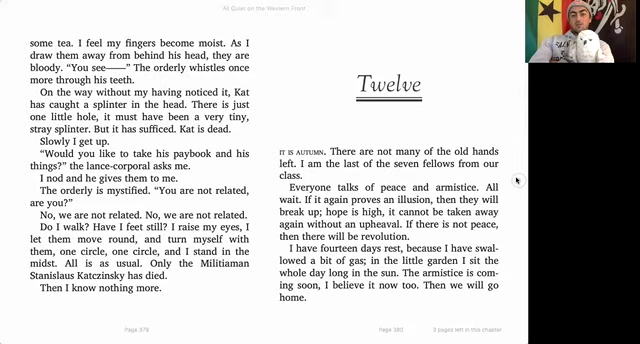 All Quiet on the Western Front
some tea. I feel my fingers become moist. As I
draw them away from behind his head, they are
bloody. “You see——” The orderly whistles once
more through his teeth.
On the way without my having noticed it, Kat
has caught a splinter in the head. There is just
one little hole, it must have been a very tiny,
stray splinter. But it has sufficed. Kat is dead.
Slowly I get up.
“Would you like to take his paybook and his
things?” the lance-corporal asks me.
I nod and he gives them to me.
The orderly is mystified. “You are not related,
are you?”
No, we are not related. No, we are not related.
Do I walk? Have I feet still? I raise my eyes, I
let them move round, and turn myself with
them, one circle, one circle, and I stand in the
midst. All is as usual. Only the Militiaman
Stanislaus Katczinsky has died.
Then I know nothing more.
Page 379
Twelve
IT IS AUTUMN. There are not many of the old hands
left. I am the last of the seven fellows from our
class.
Everyone talks of peace and armistice. All
wait. If it again proves an illusion, then they will
break up; hope is high, it cannot be taken away
again without an upheaval. If there is not peace,
then there will be revolution.
I have fourteen days rest, because I have swal-
lowed a bit of gas; in the little garden I sit the
whole day long in the sun. The armistice is com-
ing soon, I believe it now too. Then we will go
home.
Page 380
3 pages left in this chapter